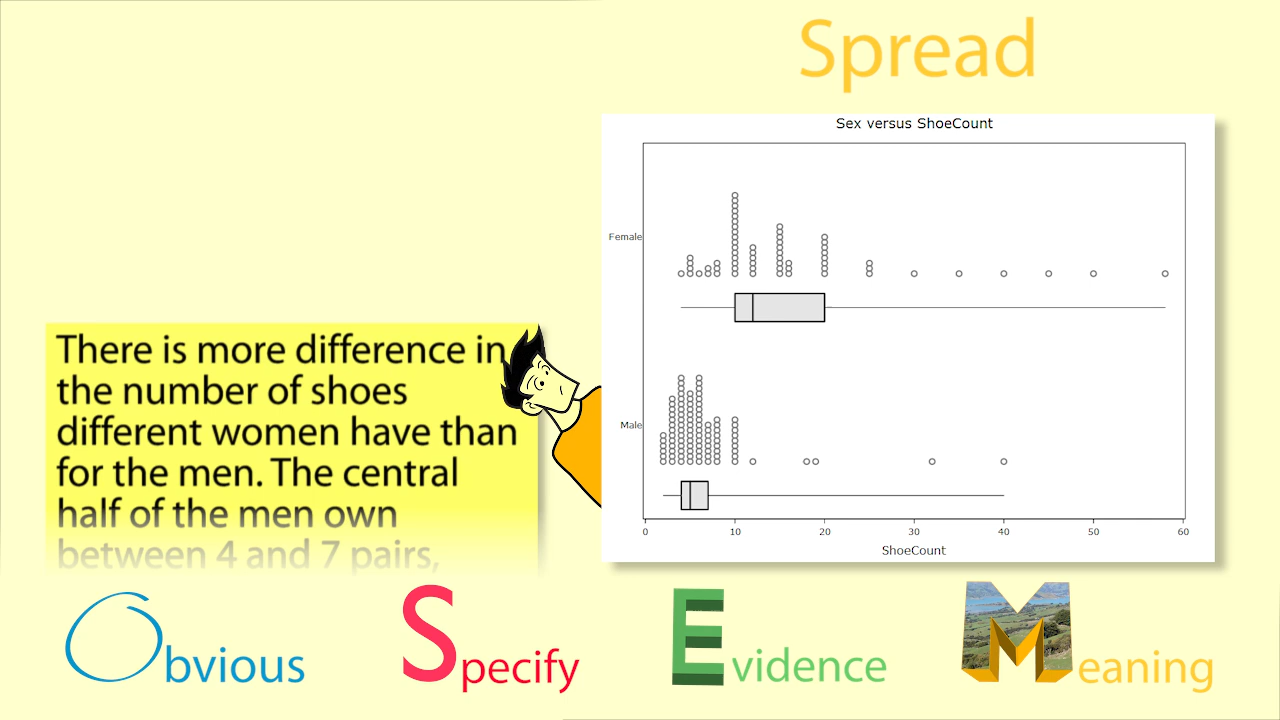 Spread
Sex versus ShoeCount
Female
Male
0 10 20 30 40 50 60
ShoeCount
There is more difference in
the number of shoes
different women have than
for the men. The central
half of the men own
between 4 and 7 pairs,
Obvious
Specify
Evidence
Meaning